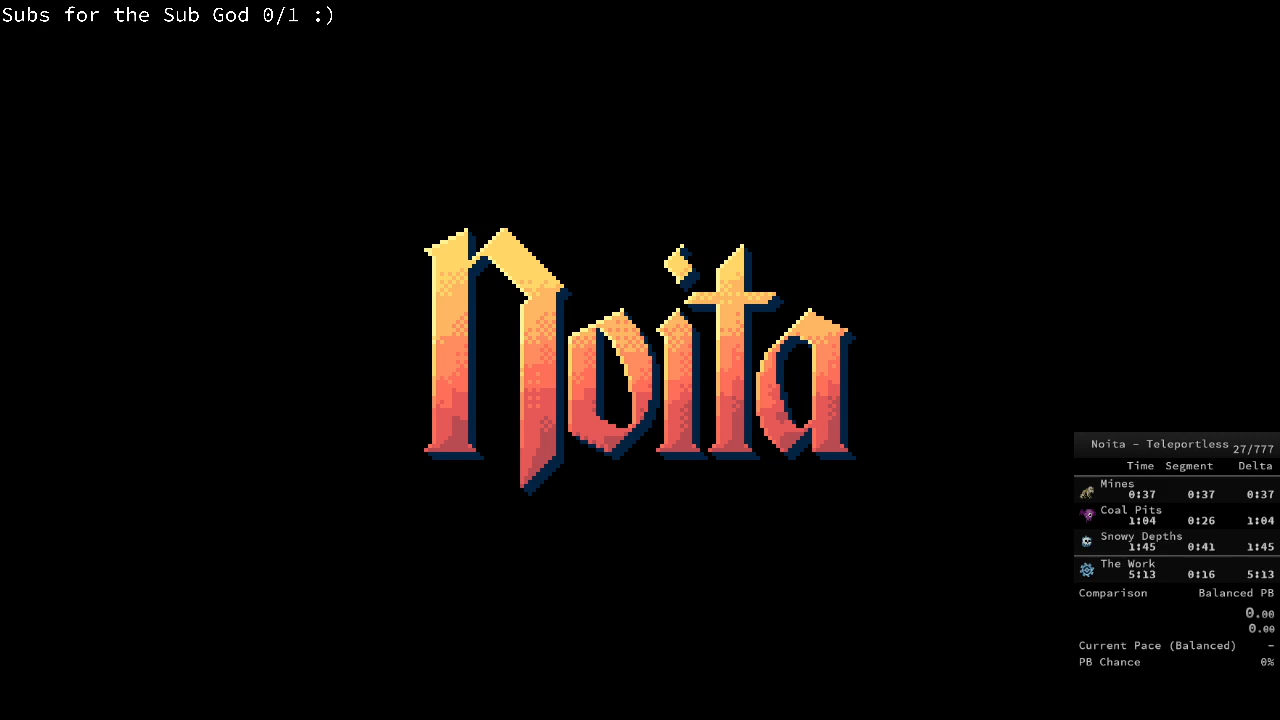 Subs for the Sub God 0/1 :)
Noita
Noita - Teleportless 27/777
Time Segment Delta
Mines
0:37 0:37 0:37
Coal Pits
1:04 0:26 1:04
Snowy Depths
1:45 0:41 1:45
The Work
5:13 0:16 5:13
Comparison Balanced PB
0.00
0.00
Current Pace (Balanced) -
PB Chance 0%